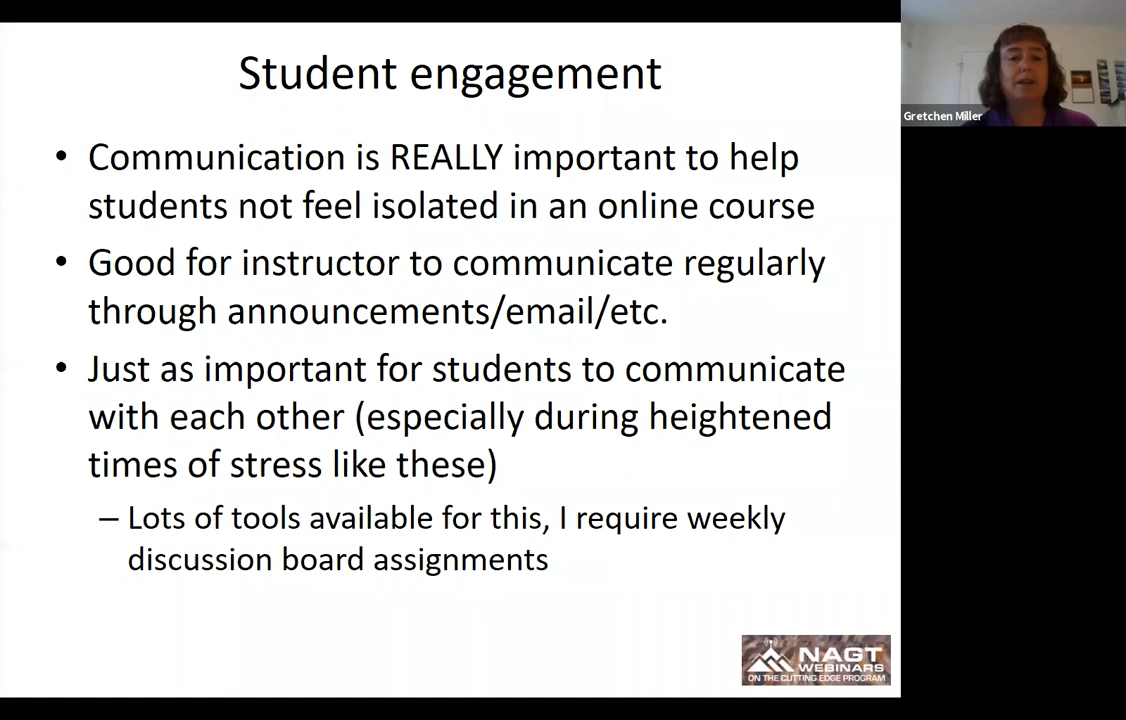 Student engagement
• Communication is REALLY important to help
students not feel isolated in an online course
• Good for instructor to communicate regularly
through announcements/email/etc.
• Just as important for students to communicate
with each other (especially during heightened
times of stress like these)
– Lots of tools available for this, I require weekly
discussion board assignments
Gretchen Miller
NAGT
WEBINARS
ON THE CUTTING EDGE PROGRAM